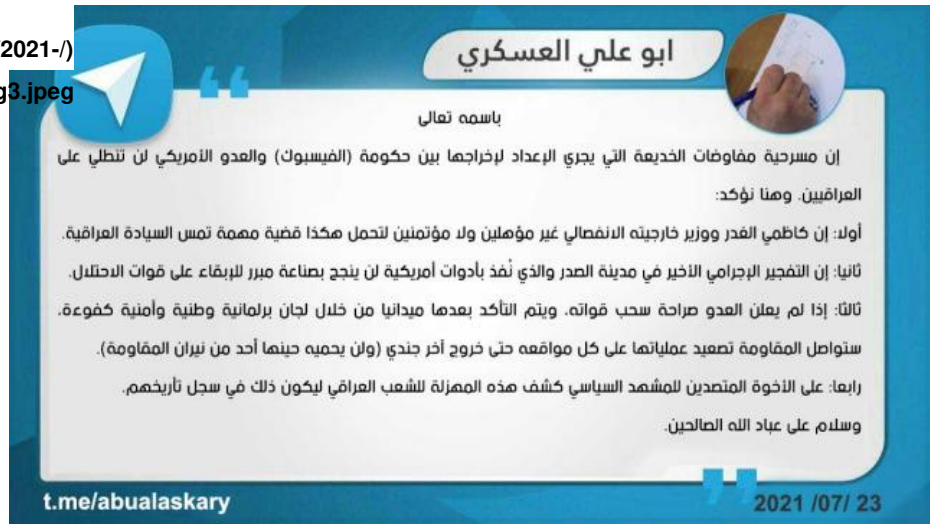 2021-/)
g3.jpeg
ابو علي العسكري
باسمه تعالى
إن مسرحية مفاوضات الخديعة التي يجري الإعداد لإخراجها بين حكومة (الفيسبوك) والعدو الأمريكي لن تنطلي على
العراقيين. وهنا نؤكد:
أولا: إن كاظمي الغدر ووزير خارجيته الانفصالي غير مؤهلين ولا مؤتمنين لتحمل هكذا قضية مهمة تمس السيادة العراقية.
ثانيا: إن التفجير الإجرامي الأخير في مدينة الصدر والذي نُفذ بأدوات أمريكية لن ينجح بصناعة مبرر للإبقاء على قوات الاحتلال.
ثالثا: إذا لم يعلن العدو صراحة سحب قواته، ويتم التأكد بعدها ميدانيا من خلال لجان برلمانية وطنية وأمنية كفوءة،
ستواصل المقاومة تصعيد عملياتها على كل مواقعه حتى خروج آخر جندي (ولن يحميه حينها أحد من نيران المقاومة).
رابعا: على الأخوة المتصدين للمشهد السياسي كشف هذه المهزلة للشعب العراقي ليكون ذلك في سجل تأريخهم.
وسلام على عباد الله الصالحين.
t.me/abualaskary
2021 /07/ 23